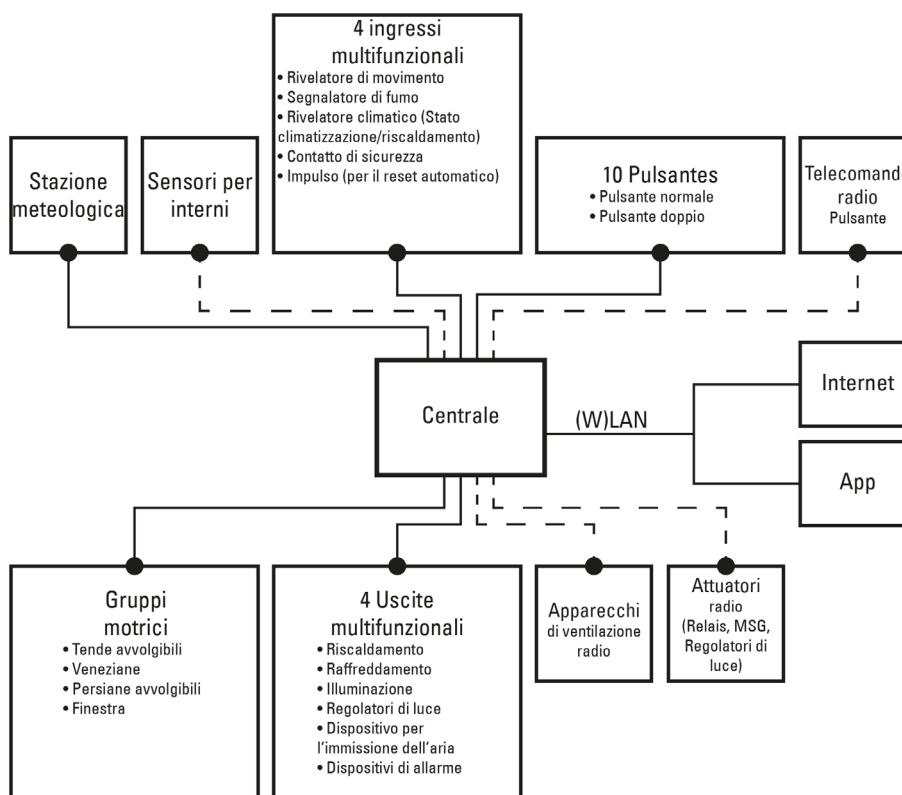 4 ingressi
multifunzionali
• Rivelatore di movimento
• Segnalatore di fumo
• Rivelatore climatico (Stato
climatizzazione/riscaldamento)
• Contatto di sicurezza
• Impulso (per il reset automatico)
Stazione
meteologica
Sensori per
interni
10 Pulsantes
• Pulsante normale
• Pulsante doppio
Telecomando
radio
Pulsante
Centrale
(W)LAN
Internet
App
Gruppi
motrici
• Tende avvolgibili
• Veneziane
• Persiane avvolgibili
• Finestra
4 Uscite
multifunzionali
• Riscaldamento
• Raffreddamento
• Illuminazione
• Regolatori di luce
• Dispositivo per
l'immissione dell'aria
• Dispositivi di allarme
Apparecchi
di ventilazione
radio
Attuatori
radio
(Relais, MSG,
Regolatori di
luce)